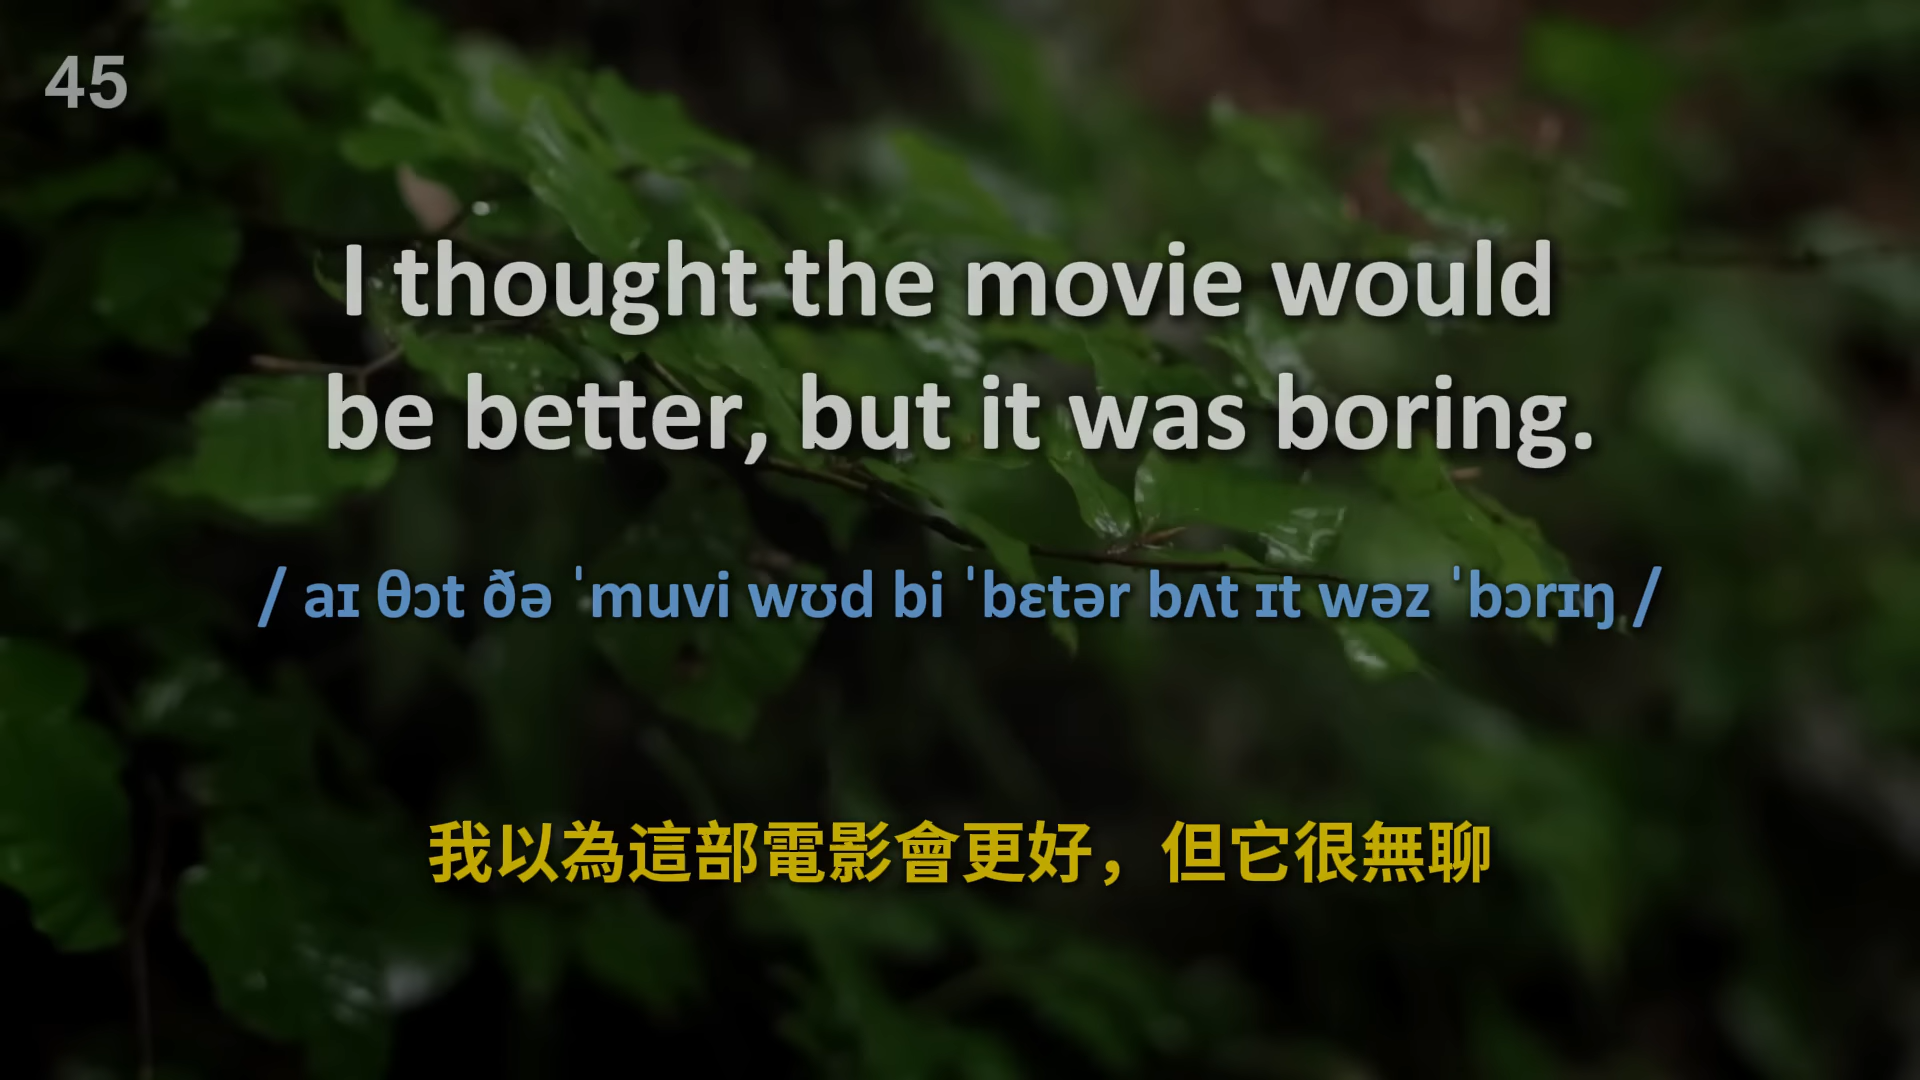 45
I thought the movie would
be better, but it was boring.
/ aɪ θɔt ðə ˈmuvi wʊd bi ˈbɛtər bʌt ɪt wəz ˈbɔrɪŋ /
我以為這部電影會更好，但它很無聊